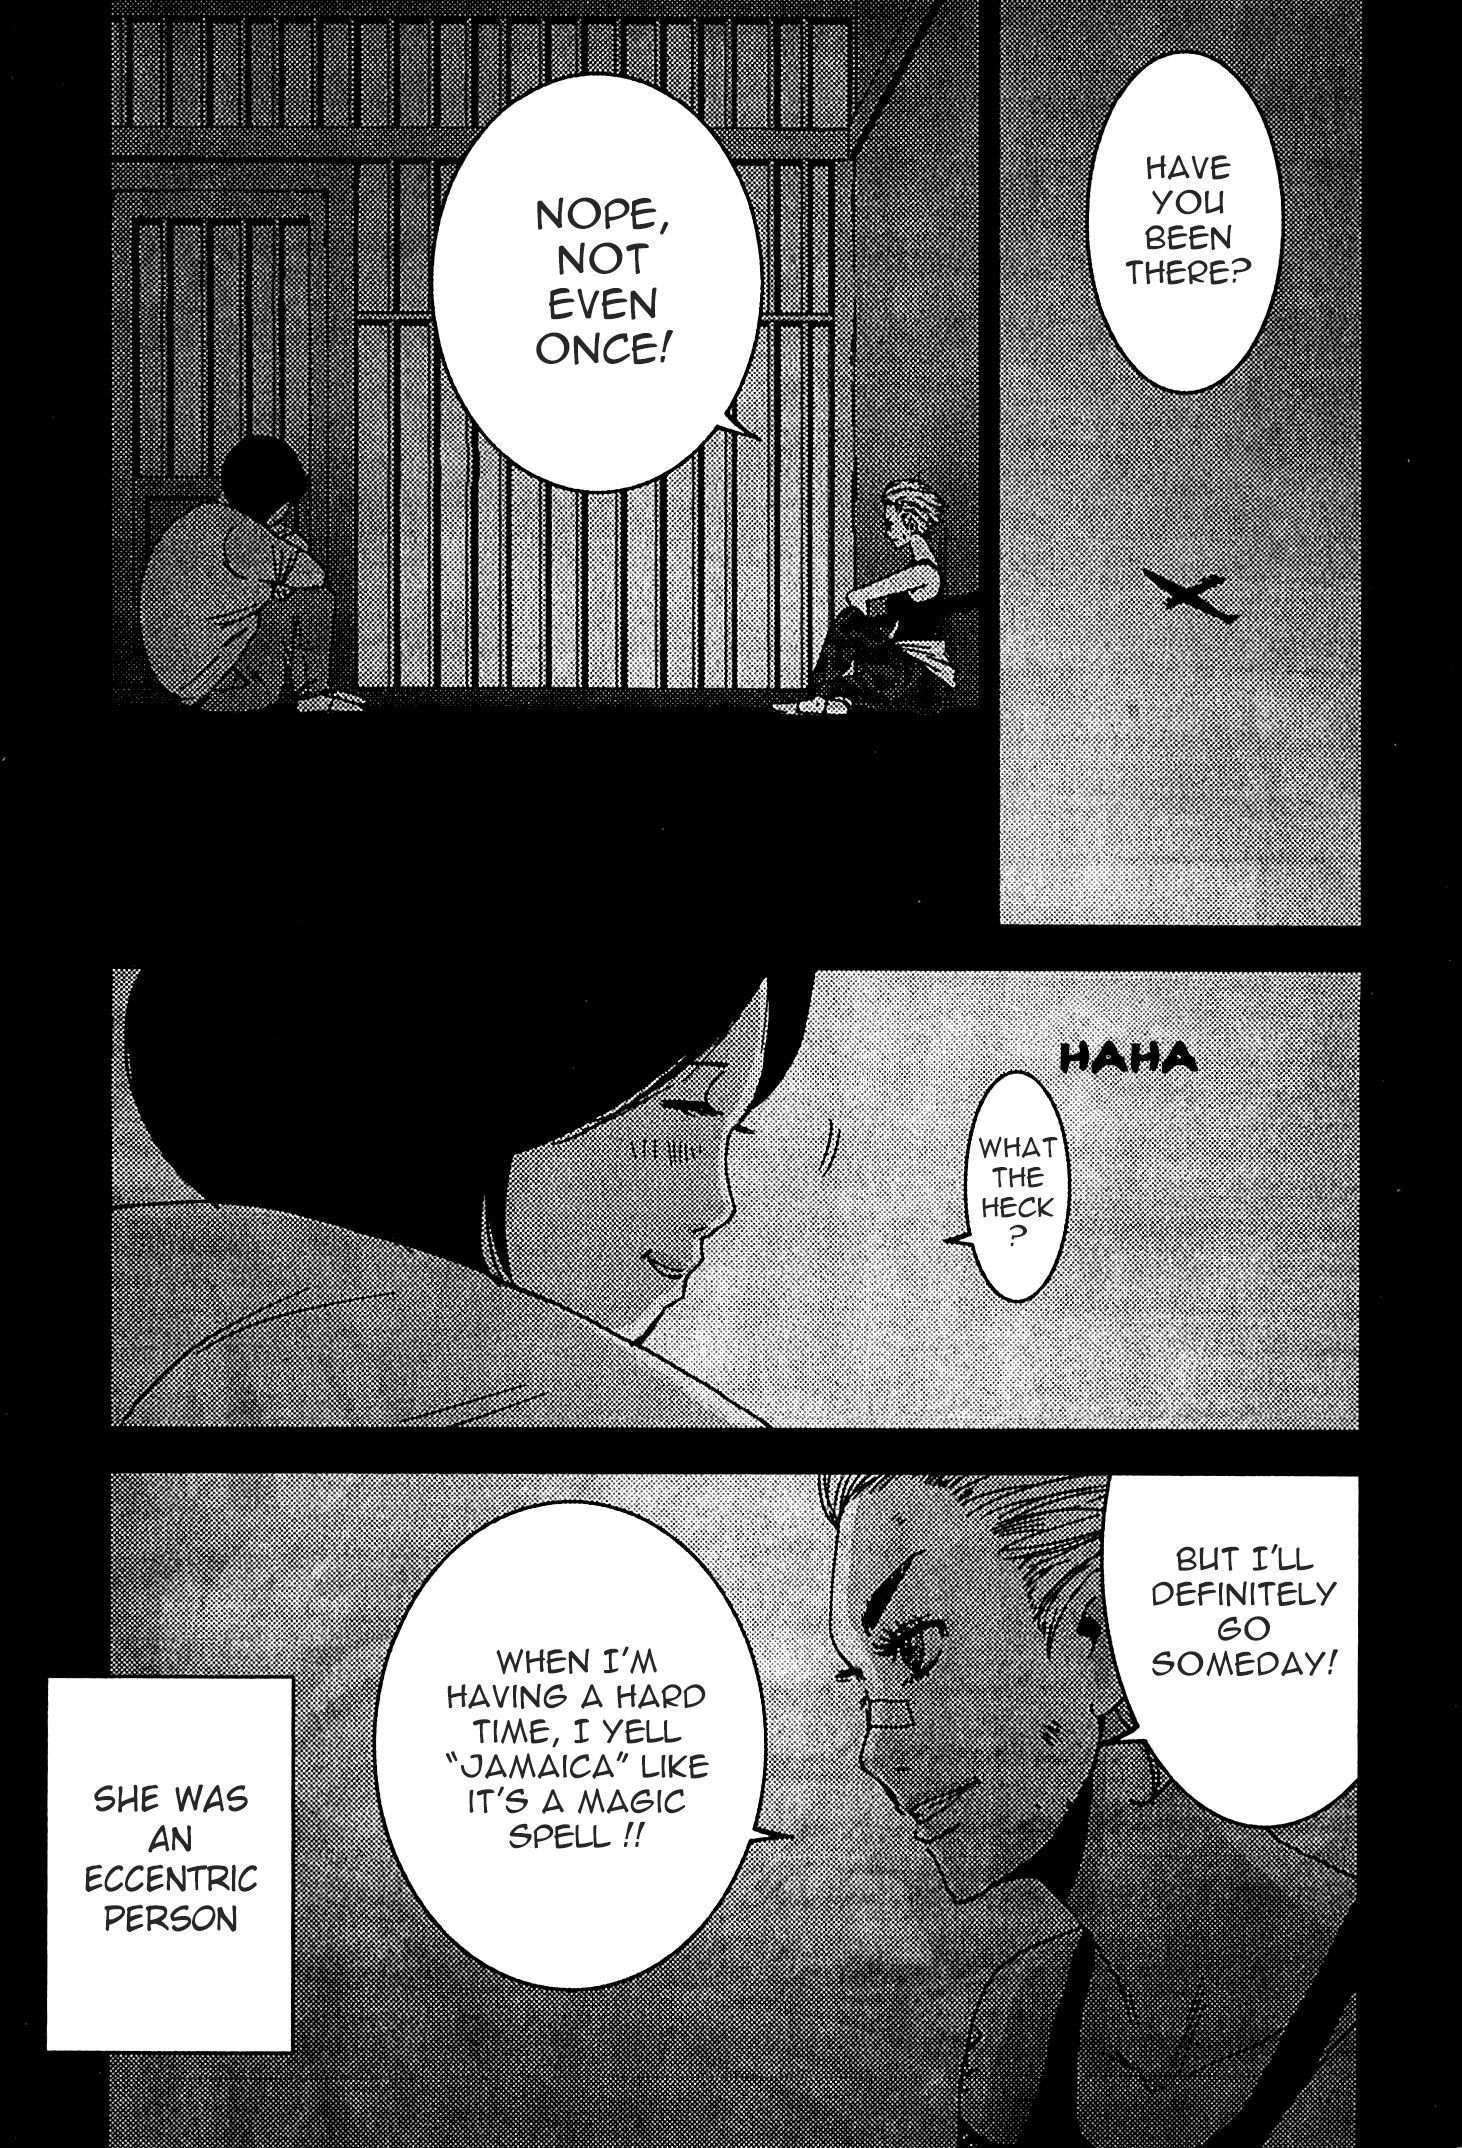 HAVE
YOU
BEEN
THERE?
NOPE,
NOT
EVEN
ONCE!
HAHA
WHAT
THE
HECK
?
BUT I'LL
DEFINITELY
GO
SOMEDAY!
WHEN I'M
HAVING A HARD
TIME, I YELL
"JAMAICA" LIKE
IT'S A MAGIC
SPELL !!
SHE WAS
AN
ECCENTRIC
PERSON